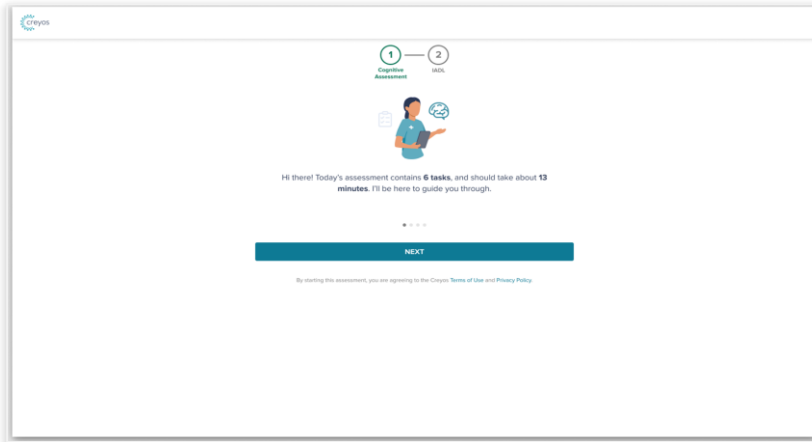 creyos
1 2
Cognitive Assessment
IADL
Hi there! Today's assessment contains 6 tasks, and should take about 13
minutes. I'll be here to guide you through.
NEXT
By starting this assessment, you are agreeing to the Creyos Terms of Use and Privacy Policy.